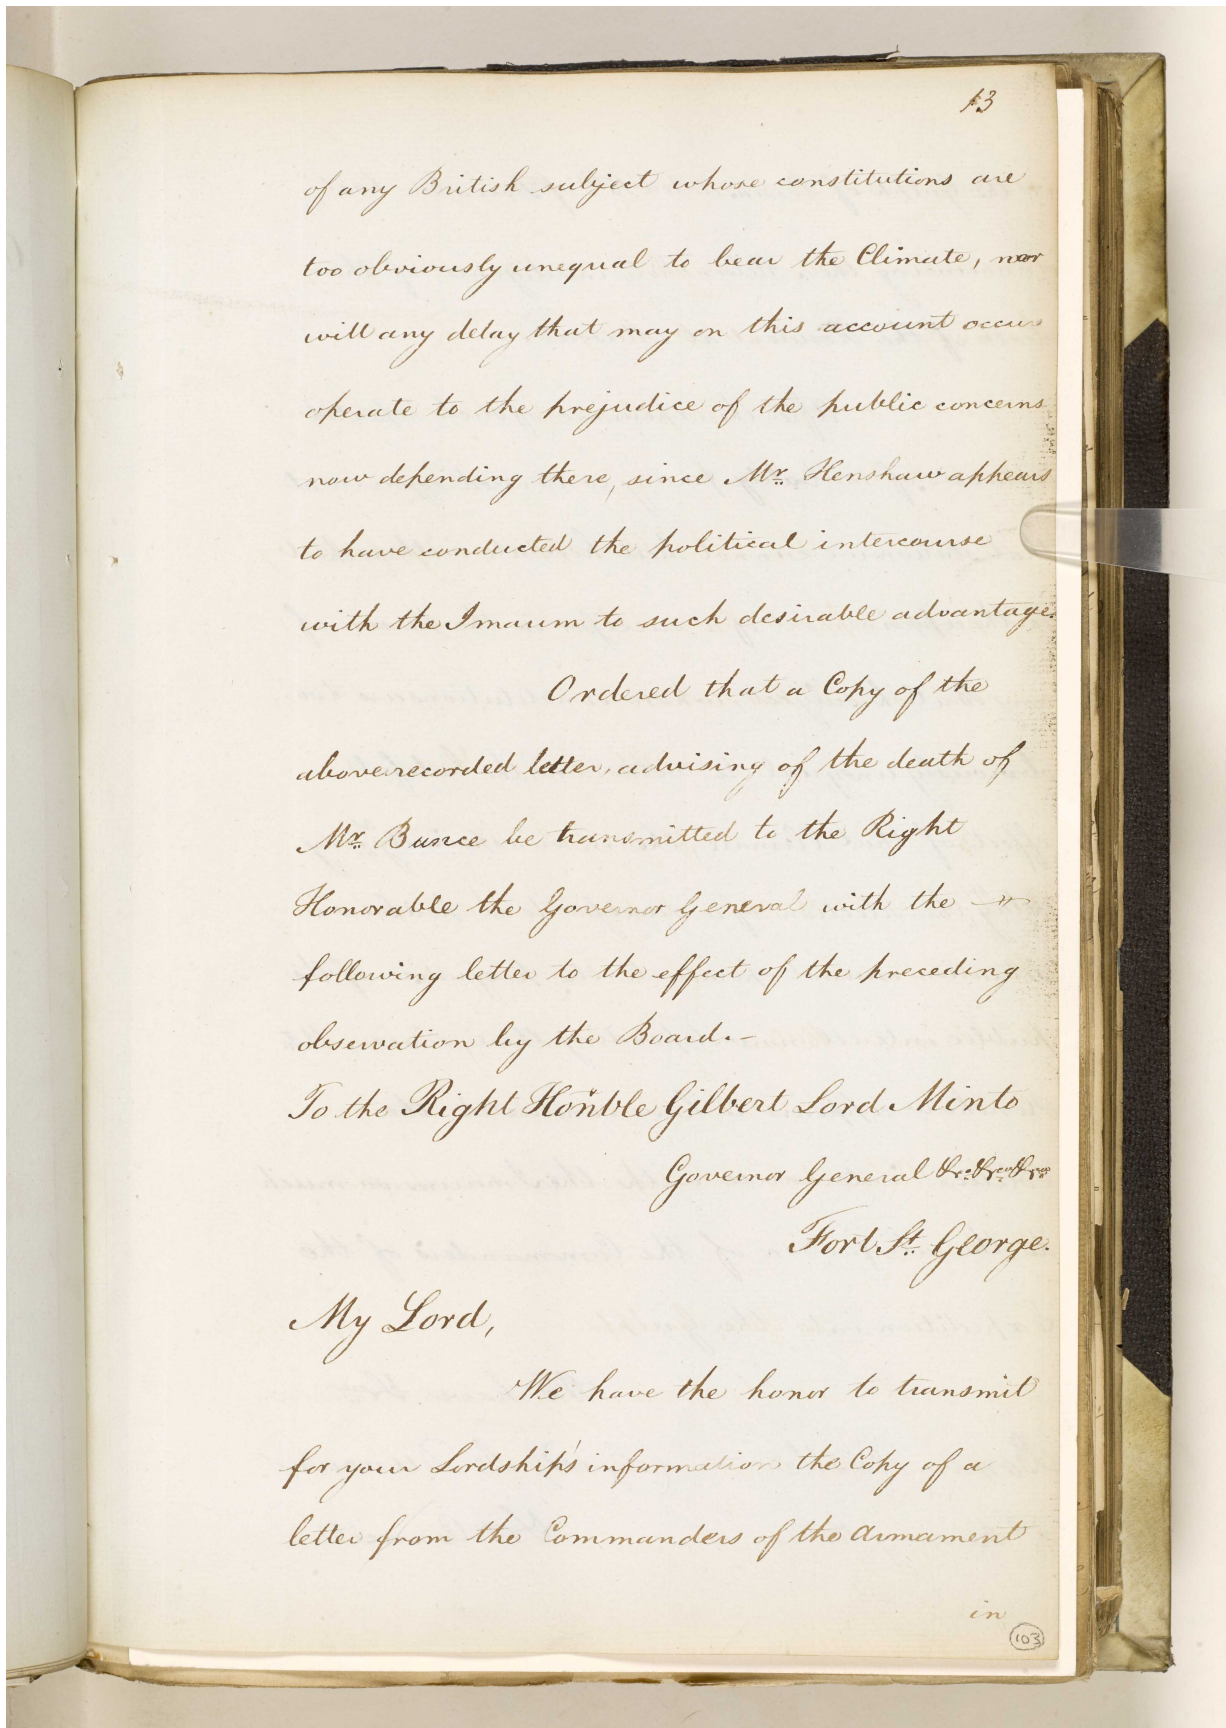 13
of any British subject whose constitutions are
too obviously unequal to bear the Climate, nor
will any delay that may on this account occur
operate to the prejudice of the public concerns
now depending there, since Mr. Henshaw appears
to have conducted the political intercourse
with the Imaum to such desirable advantage.
Ordered that a Copy of the
aboverecorded letter, advising of the death of
Mr. Bunce be transmitted to the Right
Honorable the Governor General with the
following letter to the effect of the preceding
observation by the Board.-
To the Right Honble Gilbert Lord Minto
Governor General &ca. &ca. &ca.
Fort St. George.
My Lord,
We have the honor to transmit
for your Lordship's information the Copy of a
letter from the Commanders of the Armament
in
103